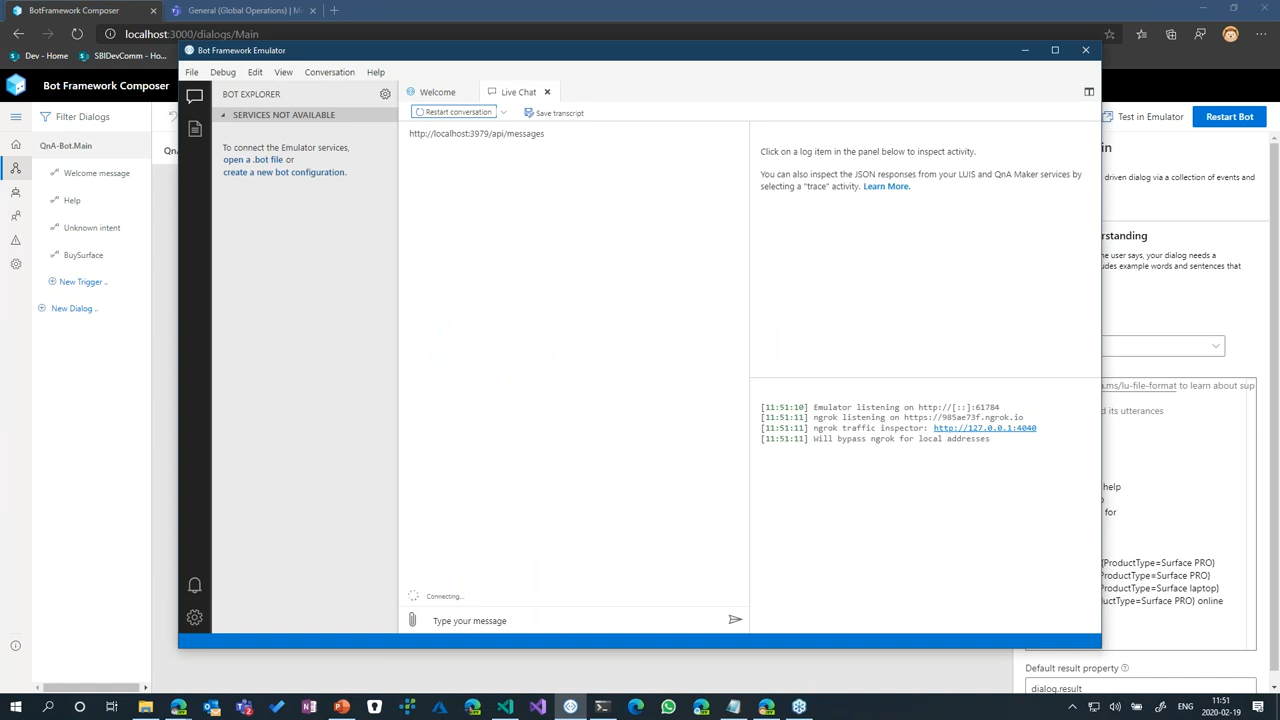 BotFramework Composer
General (Global Operations) | Mi
devcomm.com/dialogs/Main
Dev - Home
SBIDevComm - Hom
Bot Framework Composer
Filter Dialogs
QnA-Bot.Main
Welcome message
Help
Unknown intent
BuySurface
New Trigger ..
New Dialog ..
Bot Framework Emulator
File Debug Edit View Conversation Help
BOT EXPLORER
SERVICES NOT AVAILABLE
To connect the Emulator services,
open a .bot file or
create a new bot configuration.
Welcome
Live Chat
Restart conversation
Save transcript
http://localhost:3979/api/messages
Click on a log item in the panel below to inspect activity.
You can also inspect the JSON responses from your LUIS and QnA Maker services by
selecting a "trace" activity. Learn More.
[11:51:10] Emulator listening on http://[::]:61784
[11:51:11] ngrok listening on https://985ae73f.ngrok.io
[11:51:11] ngrok traffic inspector: http://127.0.0.1:4040
[11:51:11] Will bypass ngrok for local addresses
Connecting...
Type your message
Test in Emulator
Restart Bot
driven dialog via a collection of events and
he user says, your dialog needs a
cludes example words and sentences that
/lu-file-format to learn about sup
d its utterances
help
for
{ProductType=Surface PRO}
ProductType=Surface PRO}
ProductType=Surface laptop}
uctType=Surface PRO} online
Default result property
dialog.result
11:51
2020-02-19